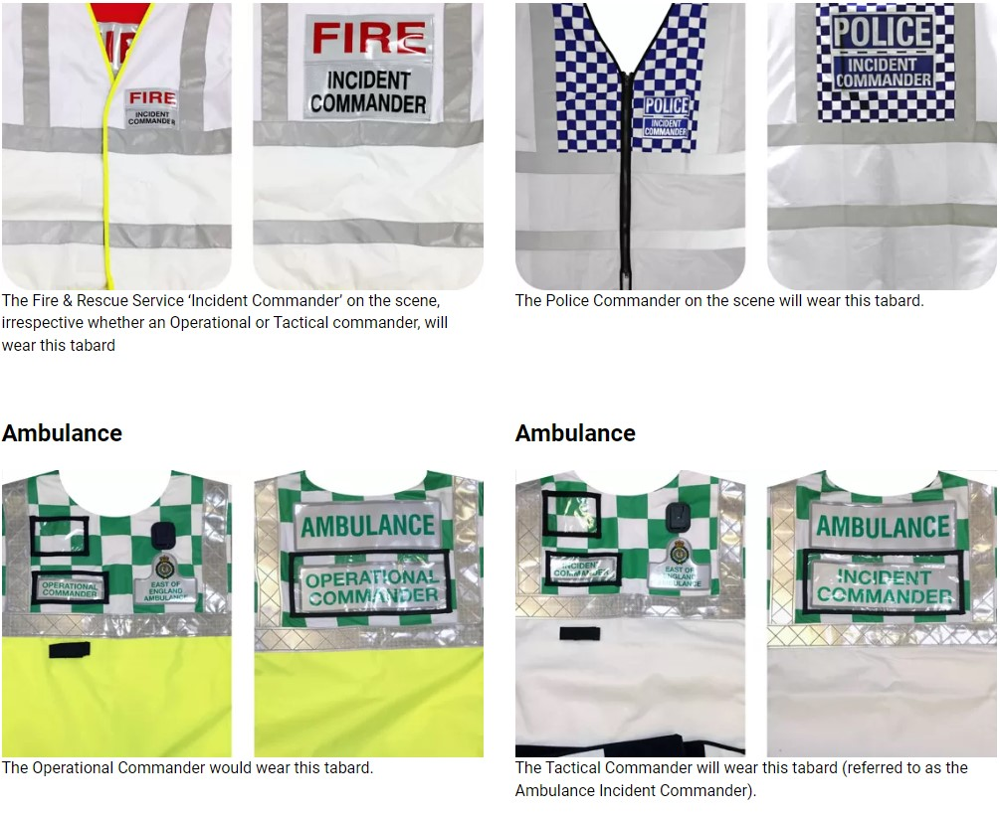 FIRE
FIRE
INCIDENT
COMMANDER
FIRE
INCIDENT
COMMANDER
POLICE
INCIDENT
COMMANDER
POLICE
INCIDENT
COMMANDER
The Fire & Rescue Service ‘Incident Commander’ on the scene,
irrespective whether an Operational or Tactical commander, will
wear this tabard
The Police Commander on the scene will wear this tabard.
Ambulance
Ambulance
OPERATIONAL
COMMANDER
EAST OF
ENGLAND
AMBULANCE
AMBULANCE
OPERATIONAL
COMMANDER
INCIDENT
COMMANDER
EAST OF
ENGLAND
AMBULANCE
AMBULANCE
INCIDENT
COMMANDER
The Operational Commander would wear this tabard.
The Tactical Commander will wear this tabard (referred to as the
Ambulance Incident Commander).